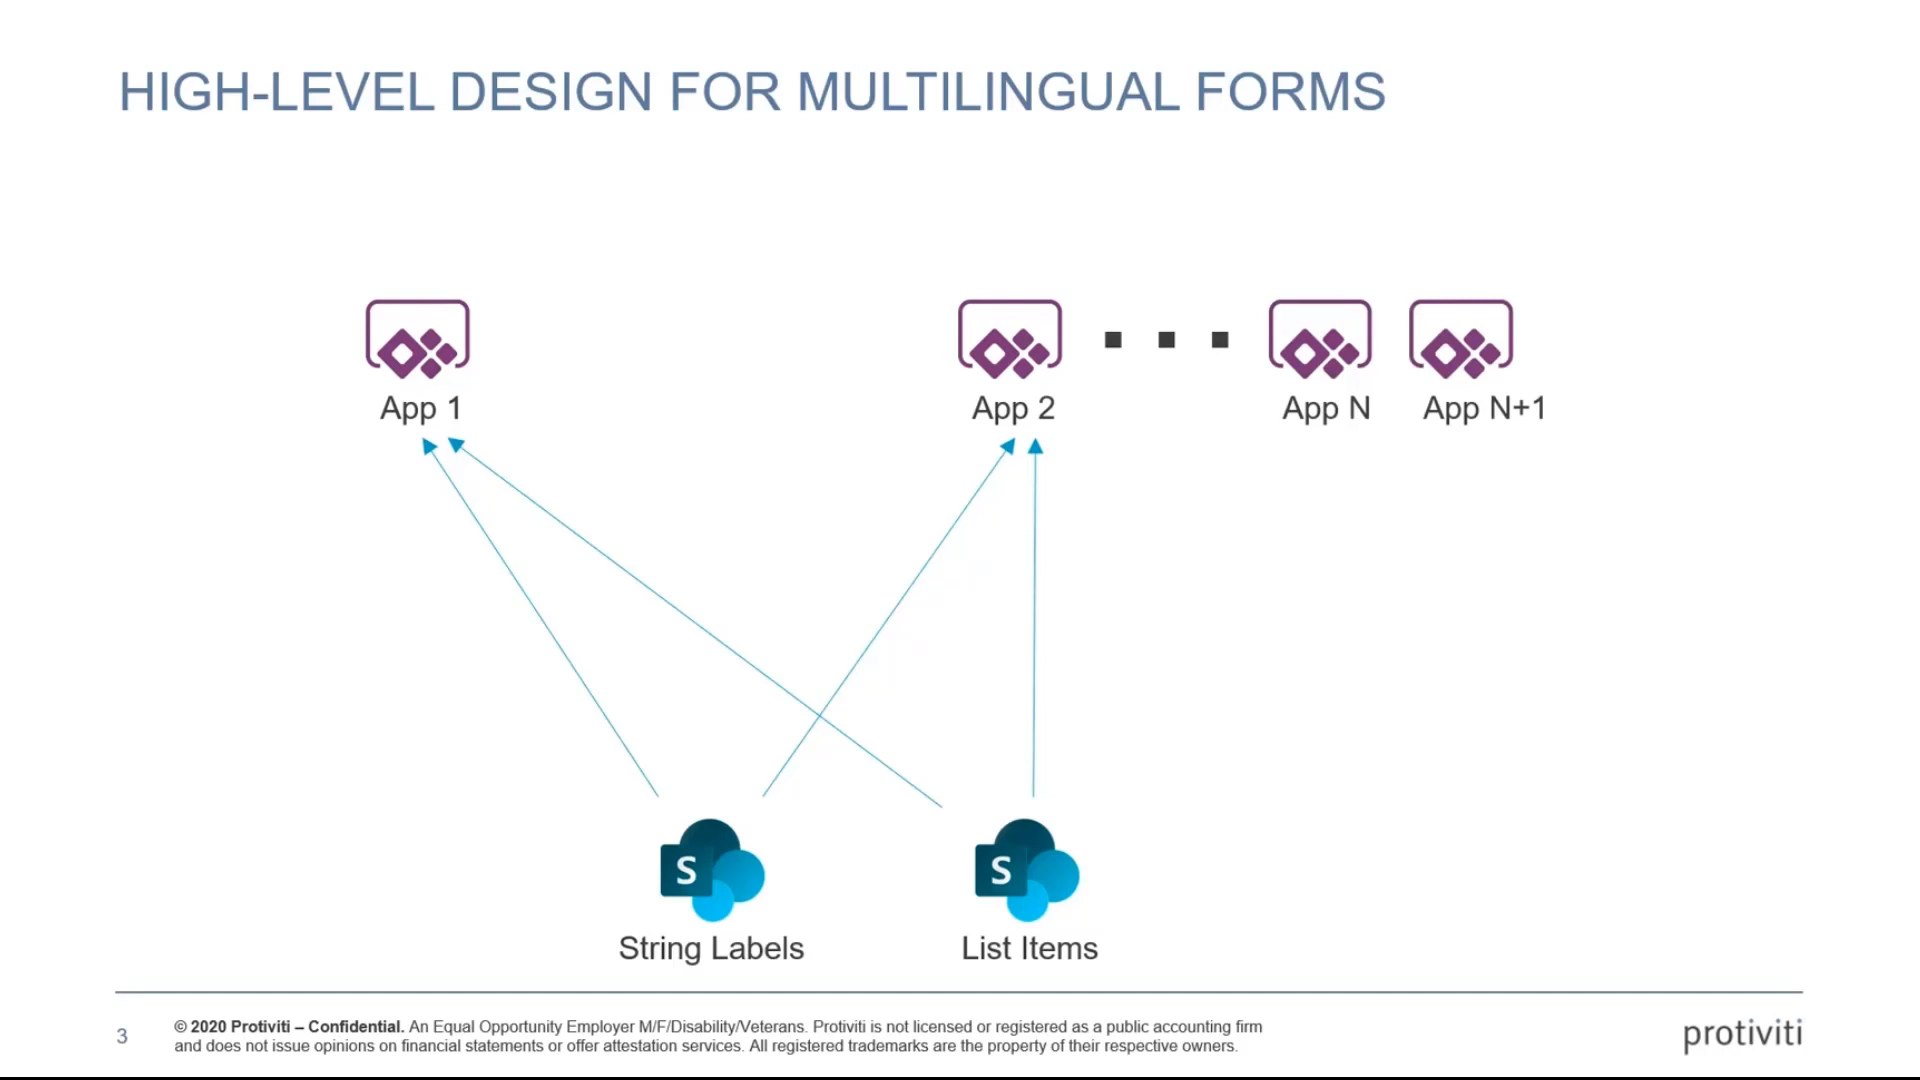 HIGH-LEVEL DESIGN FOR MULTILINGUAL FORMS
App 1
App 2
App N
App N+1
S
S
String Labels
List Items
3
© 2020 Protiviti – Confidential. An Equal Opportunity Employer M/F/Disability/Veterans. Protiviti is not licensed or registered as a public accounting firm
and does not issue opinions on financial statements or offer attestation services. All registered trademarks are the property of their respective owners.
protiviti